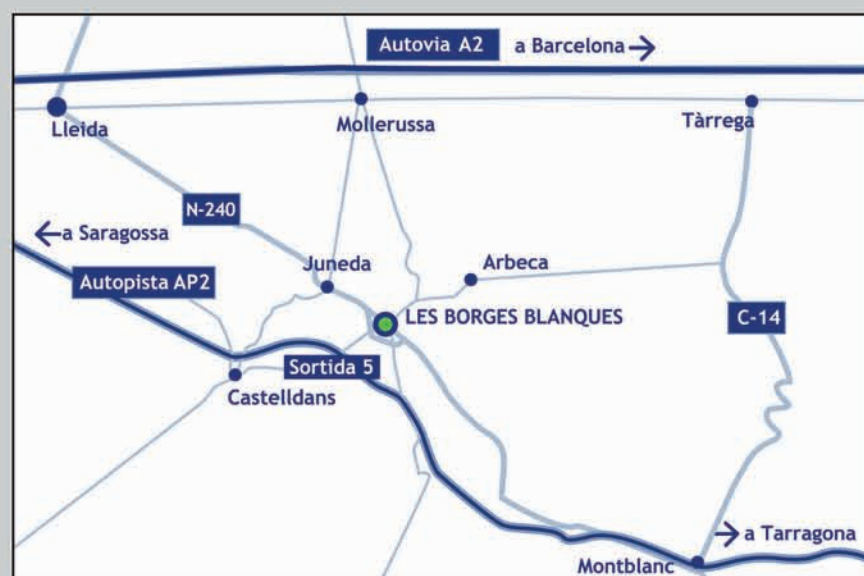 Autovia A2 a Barcelona
Lleida
Mollerussa
Tàrrega
N-240
a Saragossa
Juneda
Arbeca
Autopista AP2
LES BORGES BLANQUES
C-14
Sortida 5
Castelldans
a Tarragona
Montblanc